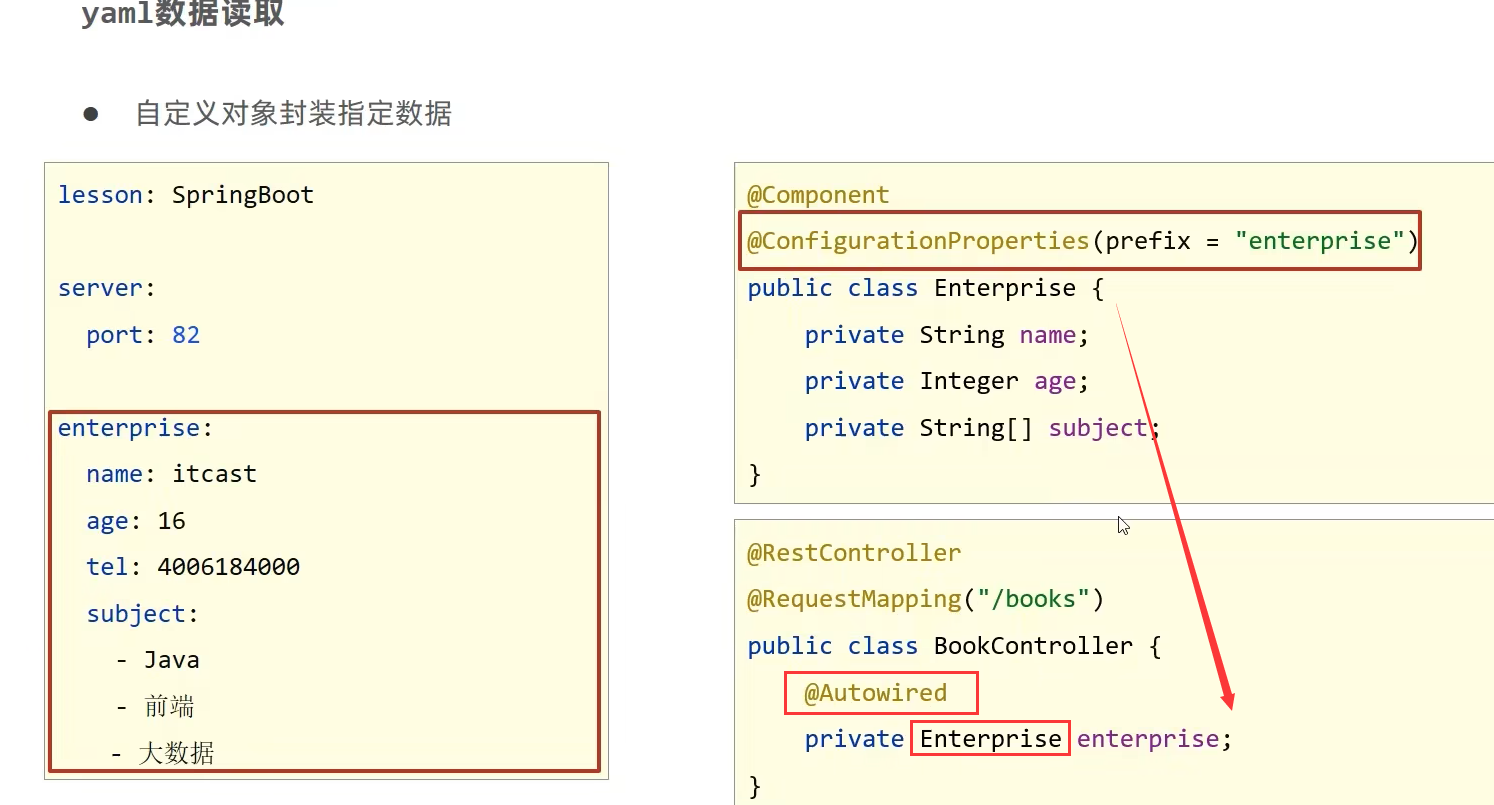 yaml数据读取
● 自定义对象封装指定数据
lesson: SpringBoot

server:
  port: 82

enterprise:
  name: itcast
  age: 16
  tel: 4006184000
  subject:
    - Java
    - 前端
    - 大数据
@Component
@ConfigurationProperties(prefix = "enterprise")
public class Enterprise {
    private String name;
    private Integer age;
    private String[] subject;
}
@RestController
@RequestMapping("/books")
public class BookController {
    @Autowired
    private Enterprise enterprise;
}